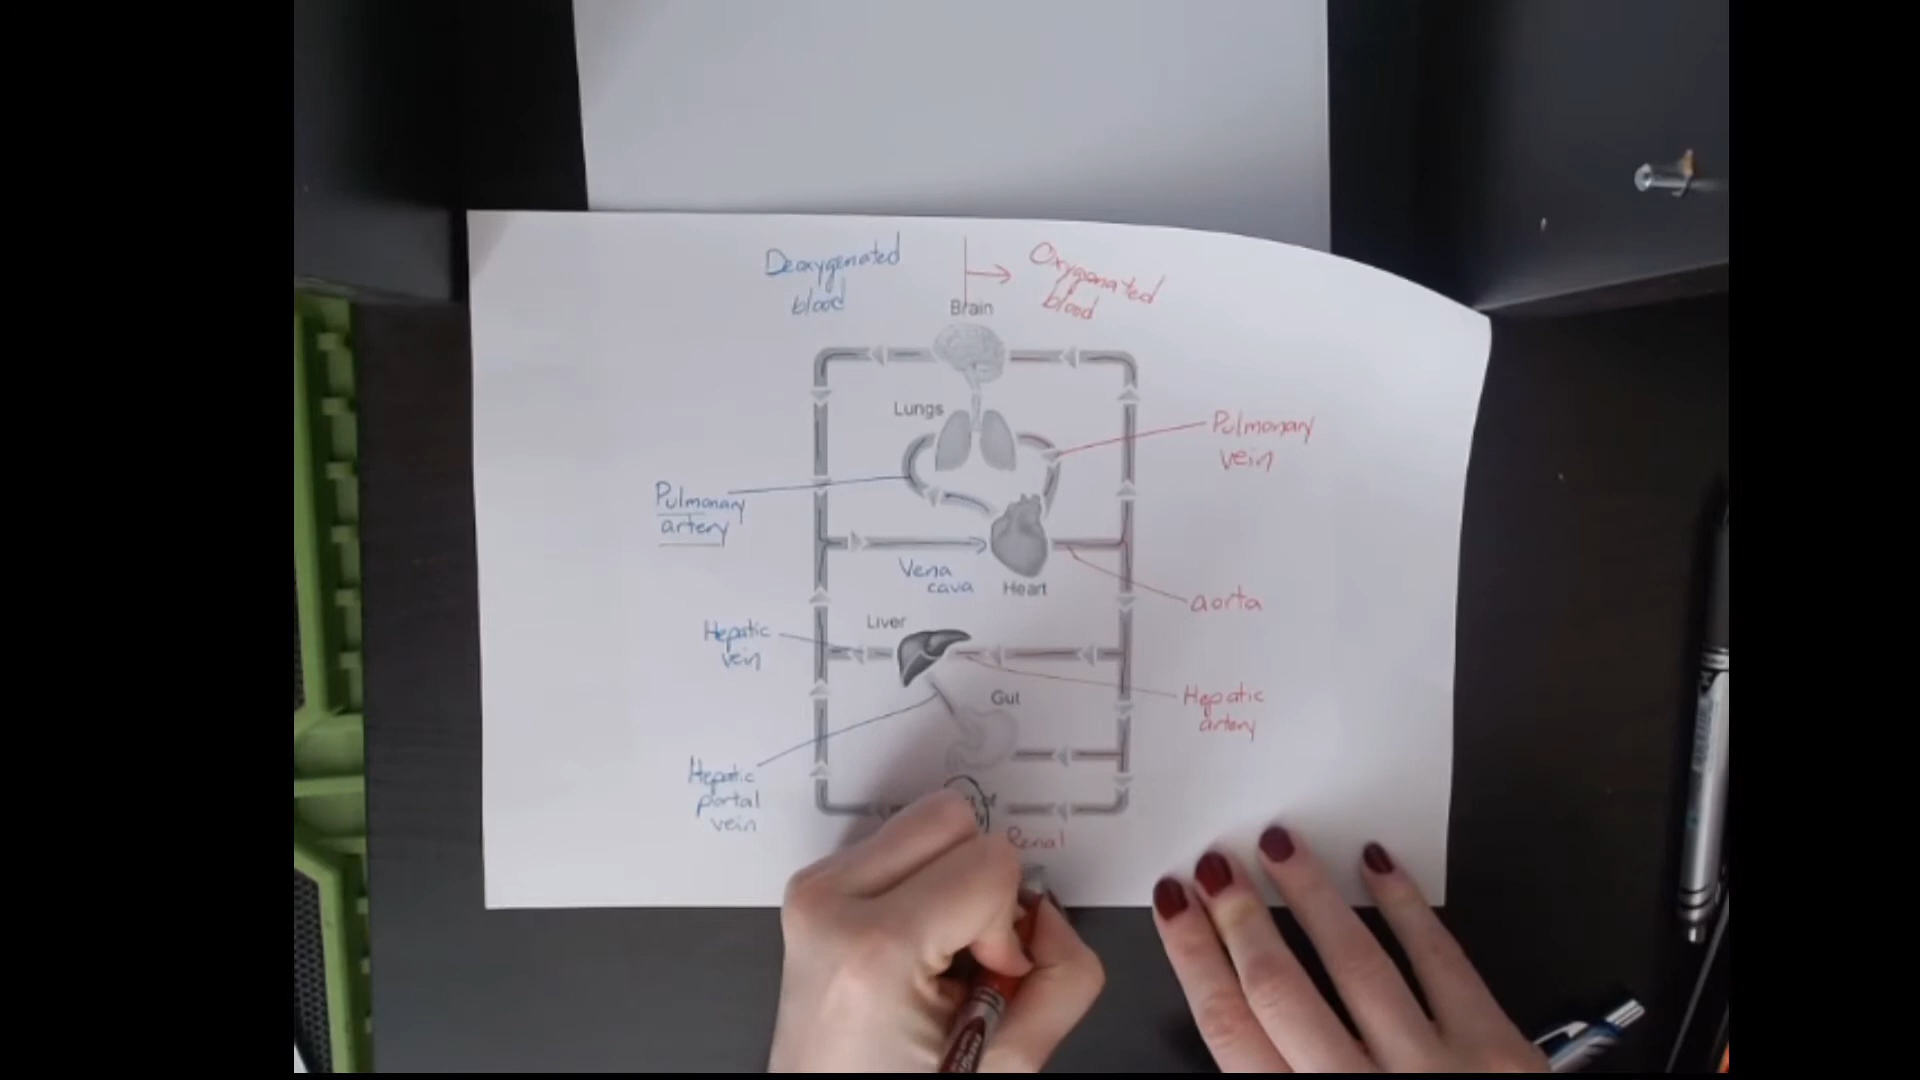 Deoxygenated
blood
Oxygenated
blood
Brain
Lungs
Pulmonary
vein
Pulmonary
artery
Vena
cava
Heart
aorta
Liver
Hepatic
vein
Gut
Hepatic
artery
Hepatic
portal
vein
of
Renal